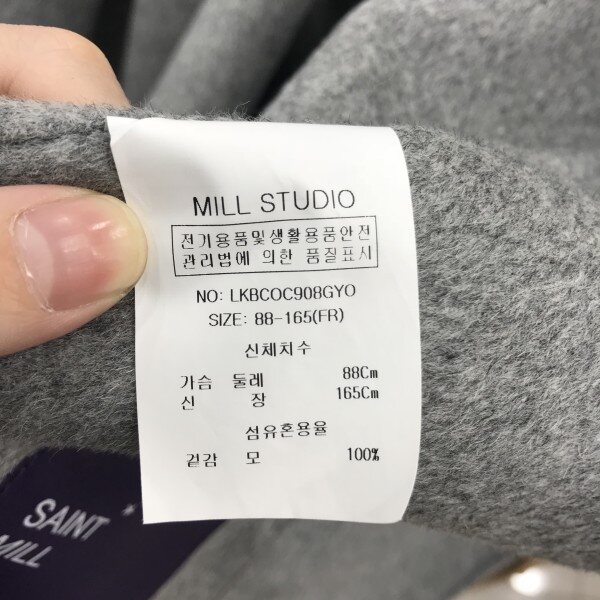 MILL STUDIO
전기용품및생활용품안전
관리법에 의한 품질표시
NO: LKBCOC908GYO
SIZE: 88-165(FR)
신체치수
가슴 둘레 88Cm
신 장 165Cm
섬유혼용율
겉감 모 100%
SAINT
MILL